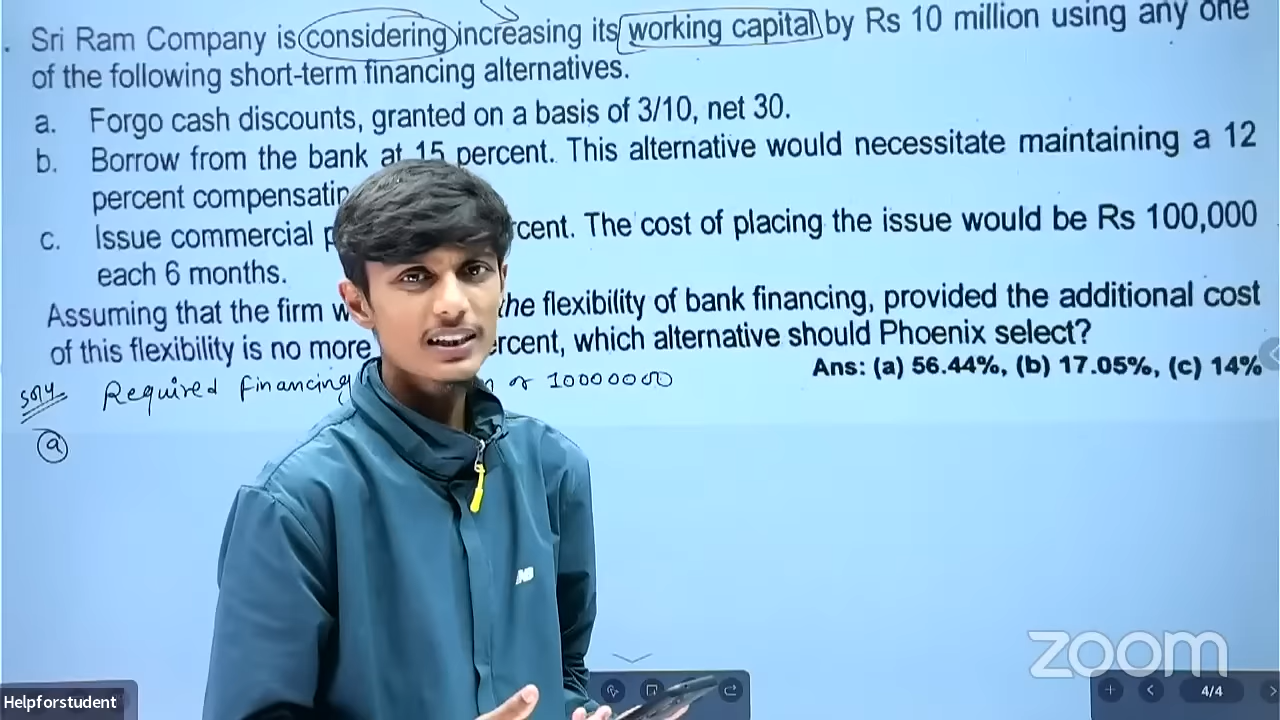 . Sri Ram Company is considering increasing its working capital by Rs 10 million using any one
of the following short-term financing alternatives.
a. Forgo cash discounts, granted on a basis of 3/10, net 30.
b. Borrow from the bank at 15 percent. This alternative would necessitate maintaining a 12
percent
c. Issue commercial The cost of placing the issue would be Rs 100,000
each 6 months.
Assuming that the firm the flexibility of bank financing, provided the additional cost
of this flexibility is no more which alternative should Phoenix select?
Ans: (a) 56.44%, (b) 17.05%, (c) 14%
soln Required financing or 10000000
(a)
NB
zoom
Helpforstudent
4/4